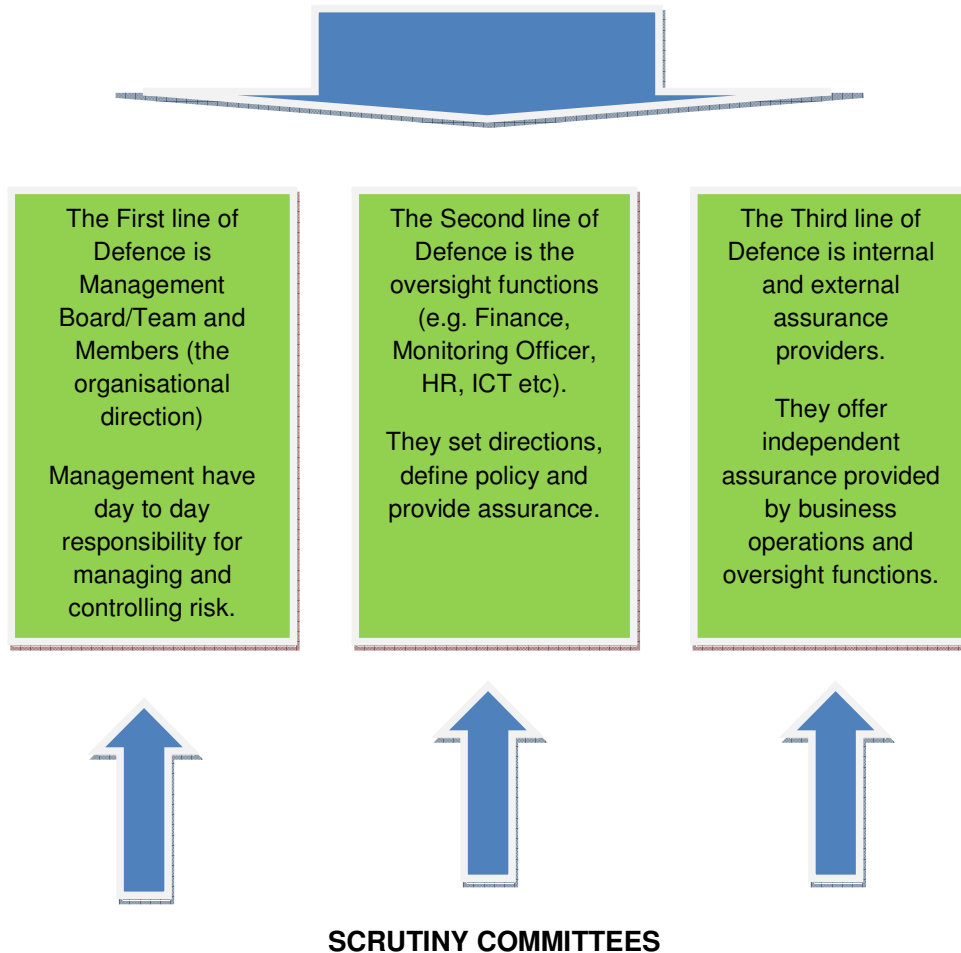 The First line of
Defence is
Management
Board/Team and
Members (the
organisational
direction)
Management have
day to day
responsibility for
managing and
controlling risk.
The Second line of
Defence is the
oversight functions
(e.g. Finance,
Monitoring Officer,
HR, ICT etc).
They set directions,
define policy and
provide assurance.
The Third line of
Defence is internal
and external
assurance
providers.
They offer
independent
assurance provided
by business
operations and
oversight functions.
SCRUTINY COMMITTEES